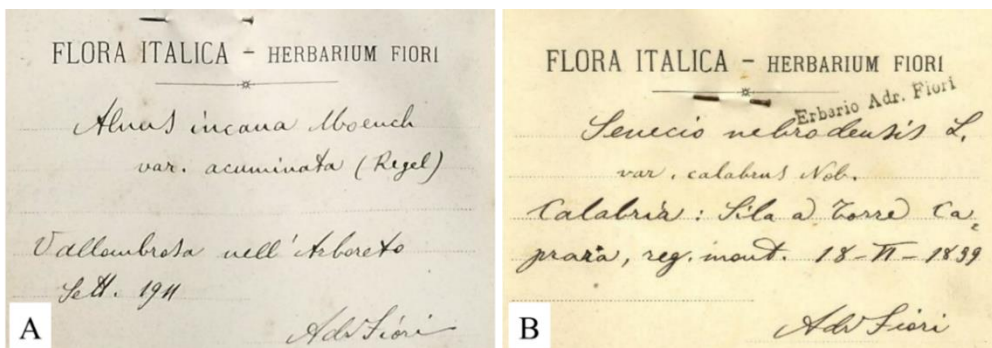 FLORA ITALICA – HERBARIUM FIORI
Alnus incana Moench
var. acuminata (Regel)
Vallombrosa nell'Arboreto
Sett. 1911
Adr Fiori
A
FLORA ITALICA – HERBARIUM FIORI
Erbario Adr. Fiori
Senecio nebrodensis L.
var. calabrus Nob.
Calabria: Sila a Torre Ca=
prara, reg. mont. 18-VI-1899
Adr Fiori
B